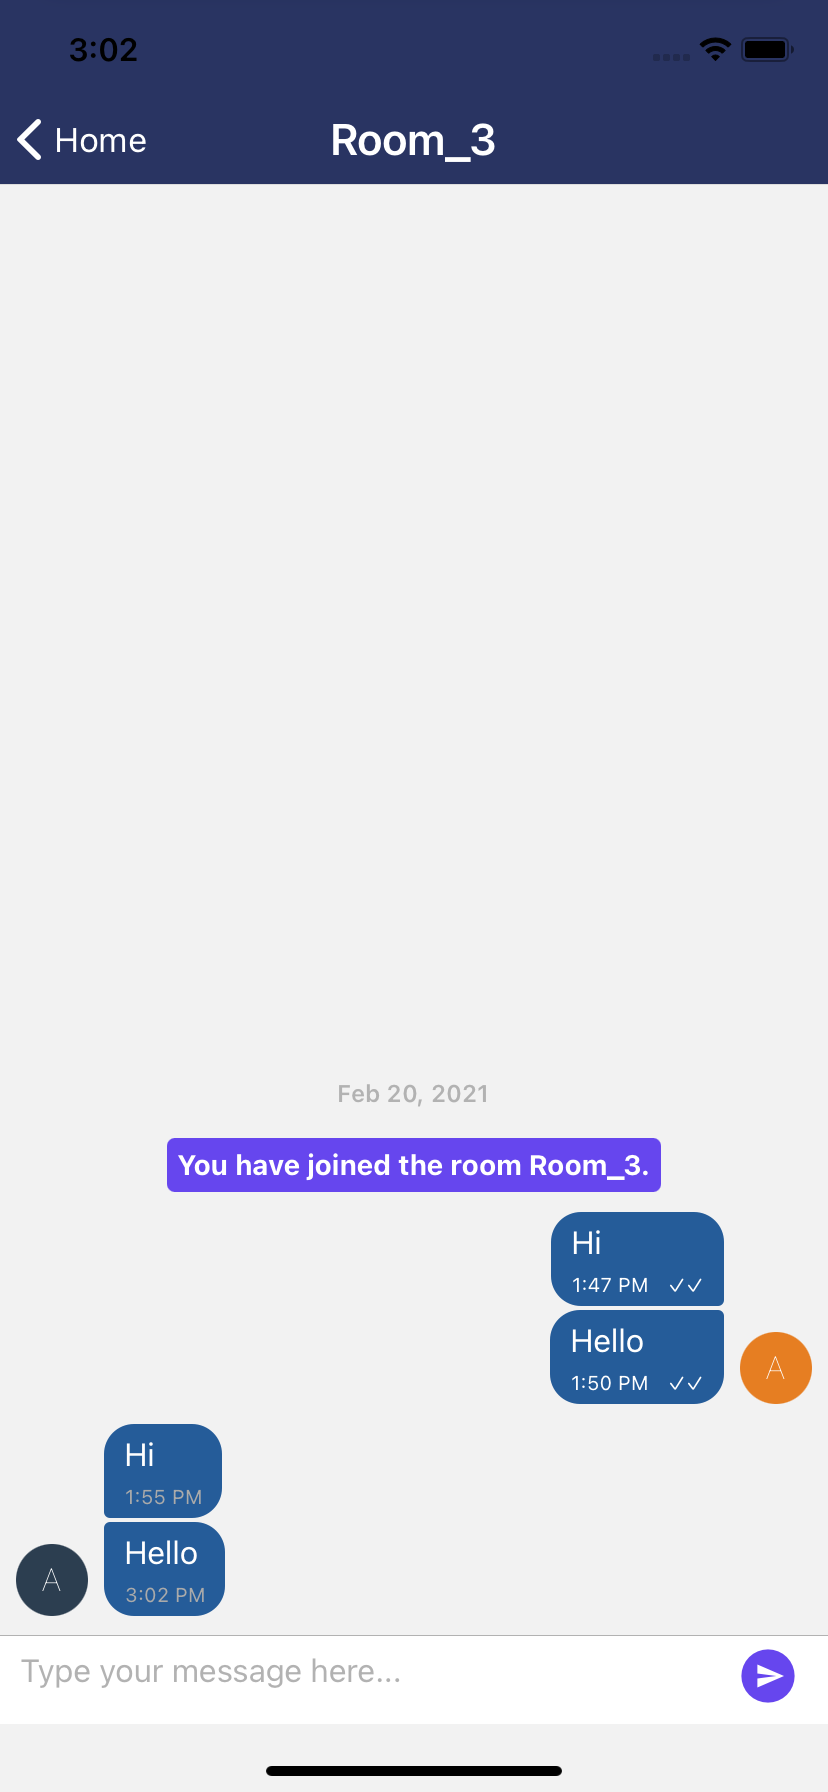 3:02
Home
Room_3
Feb 20, 2021
You have joined the room Room_3.
Hi
1:47 PM ✓✓
Hello
1:50 PM ✓✓
A
Hi
1:55 PM
Hello
3:02 PM
A
Type your message here...